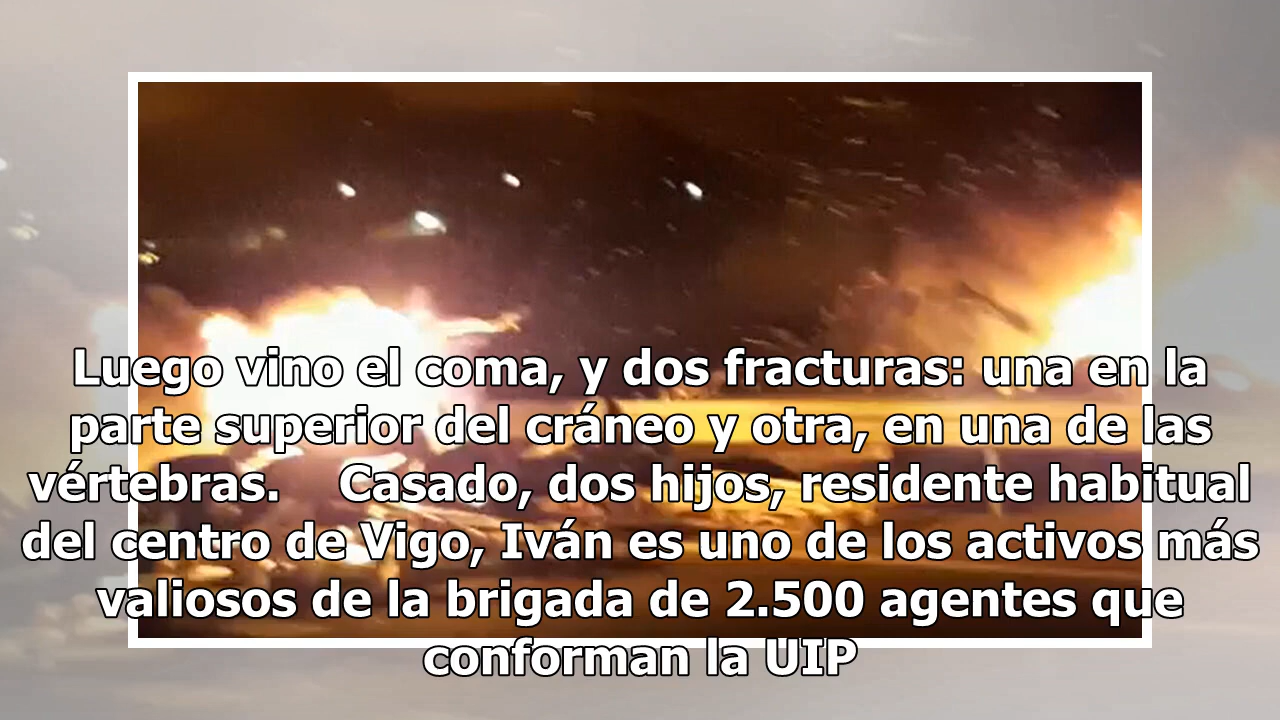 Luego vino el coma, y dos fracturas: una en la
parte superior del cráneo y otra, en una de las
vértebras. Casado, dos hijos, residente habitual
del centro de Vigo, Iván es uno de los activos más
valiosos de la brigada de 2.500 agentes que
conforman la UIP